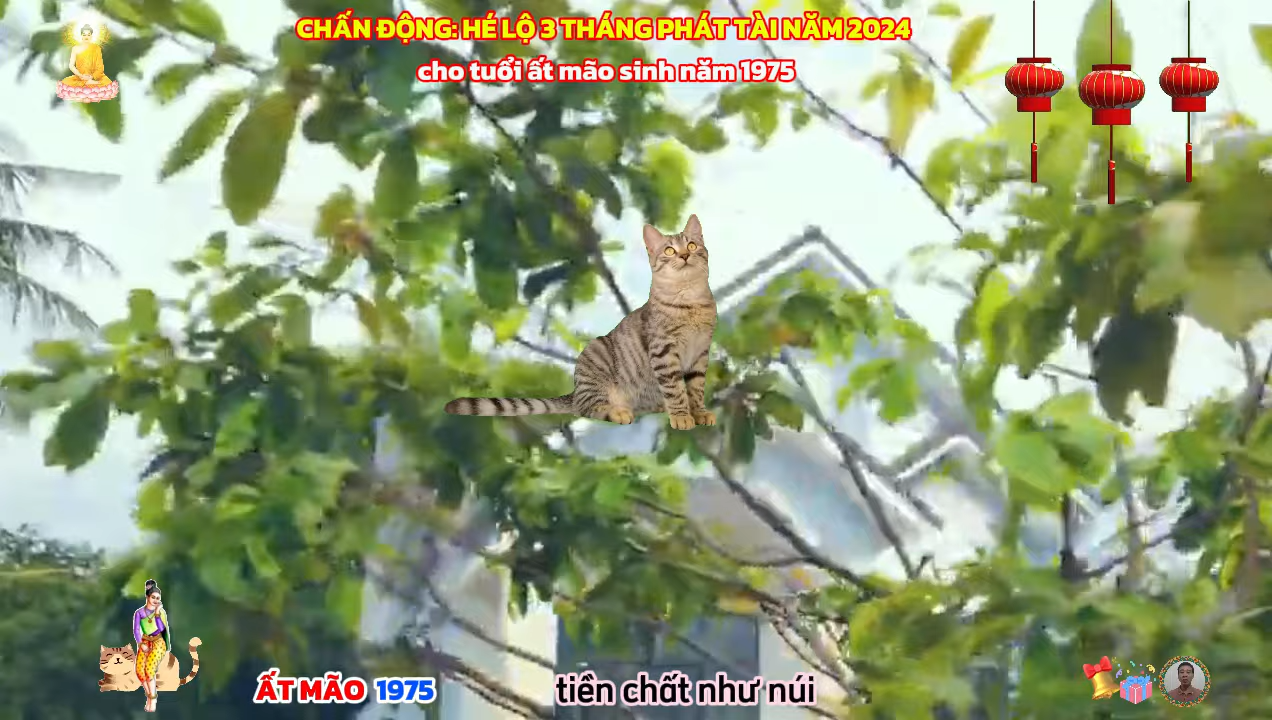 CHẤN ĐỘNG: HÉ LỘ 3 THÁNG PHÁT TÀI NĂM 2024
cho tuổi ất mão sinh năm 1975
ẤT MÃO 1975
tiền chất như núi